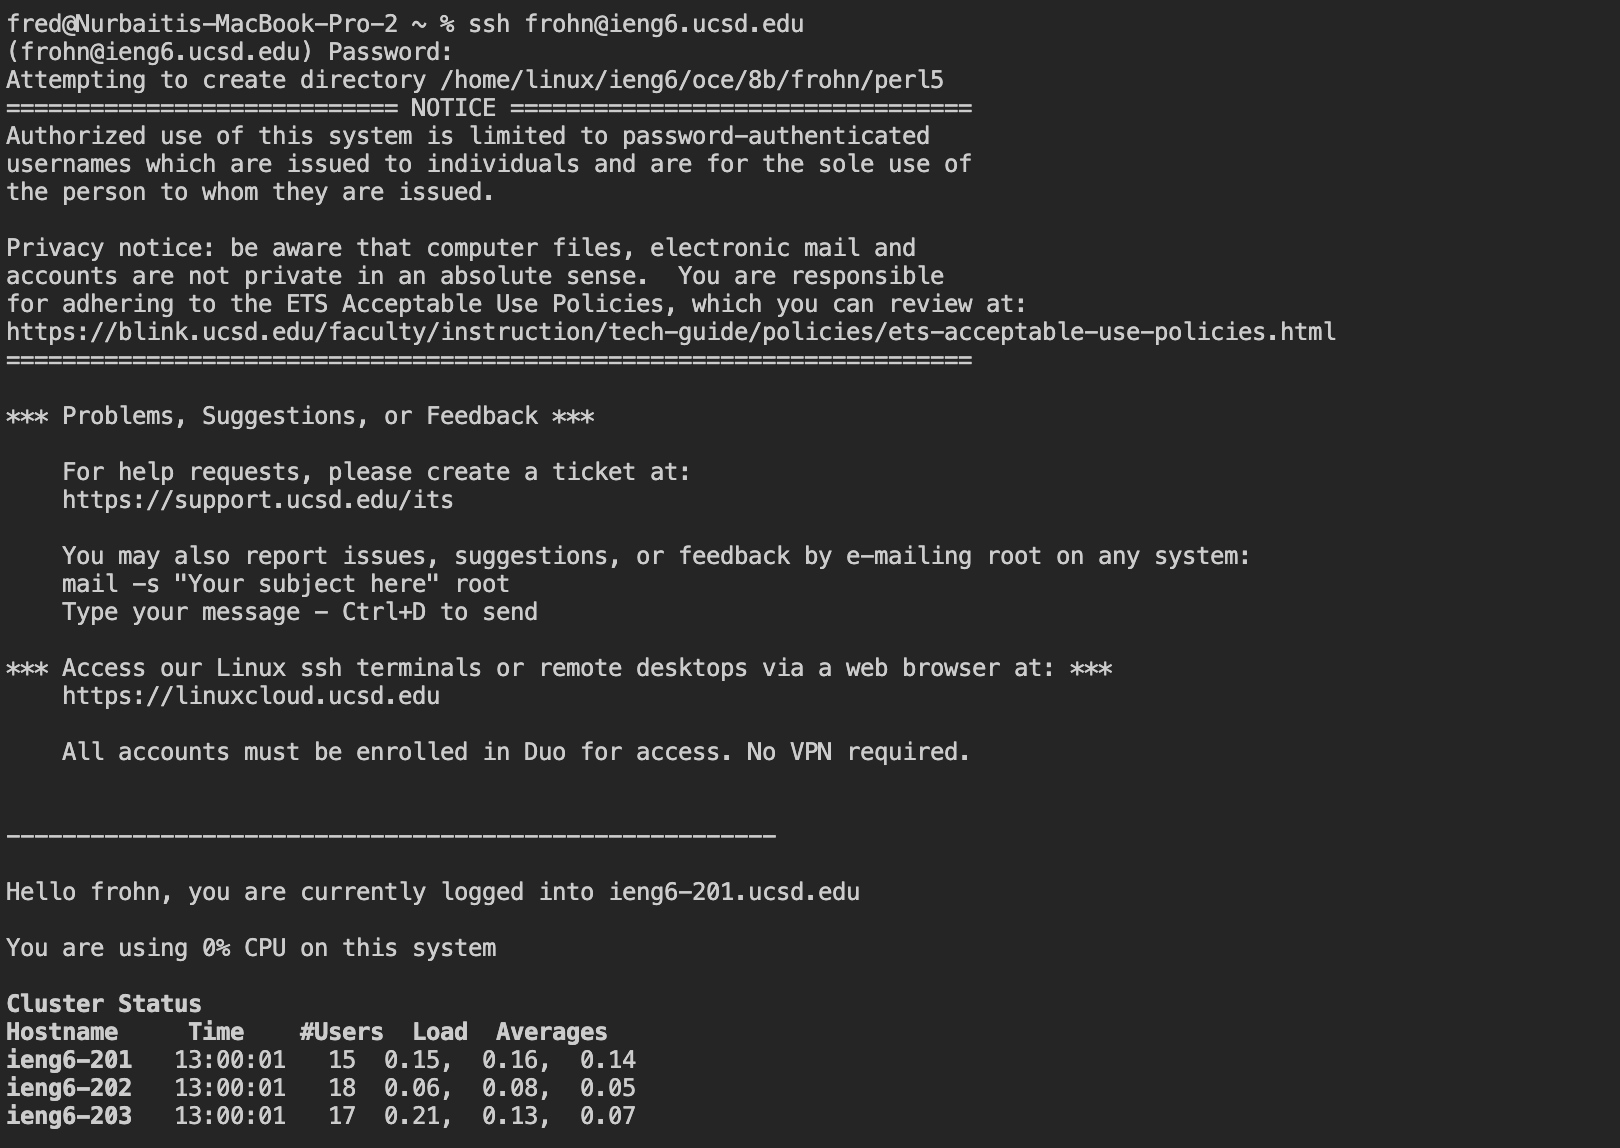 fred@Nurbaitis-MacBook-Pro-2 ~ % ssh frohn@ieng6.ucsd.edu
(frohn@ieng6.ucsd.edu) Password:
Attempting to create directory /home/linux/ieng6/oce/8b/frohn/perl5
============================ NOTICE =================================
Authorized use of this system is limited to password-authenticated
usernames which are issued to individuals and are for the sole use of
the person to whom they are issued.

Privacy notice: be aware that computer files, electronic mail and
accounts are not private in an absolute sense.  You are responsible
for adhering to the ETS Acceptable Use Policies, which you can review at:
https://blink.ucsd.edu/faculty/instruction/tech-guide/policies/ets-acceptable-use-policies.html
=====================================================================

*** Problems, Suggestions, or Feedback ***

    For help requests, please create a ticket at:
    https://support.ucsd.edu/its

    You may also report issues, suggestions, or feedback by e-mailing root on any system:
    mail -s "Your subject here" root
    Type your message - Ctrl+D to send

*** Access our Linux ssh terminals or remote desktops via a web browser at: ***
    https://linuxcloud.ucsd.edu

    All accounts must be enrolled in Duo for access. No VPN required.

-------------------------------------------------------

Hello frohn, you are currently logged into ieng6-201.ucsd.edu

You are using 0% CPU on this system

Cluster Status
Hostname     Time    #Users  Load  Averages
ieng6-201   13:00:01   15  0.15,  0.16,  0.14
ieng6-202   13:00:01   18  0.06,  0.08,  0.05
ieng6-203   13:00:01   17  0.21,  0.13,  0.07